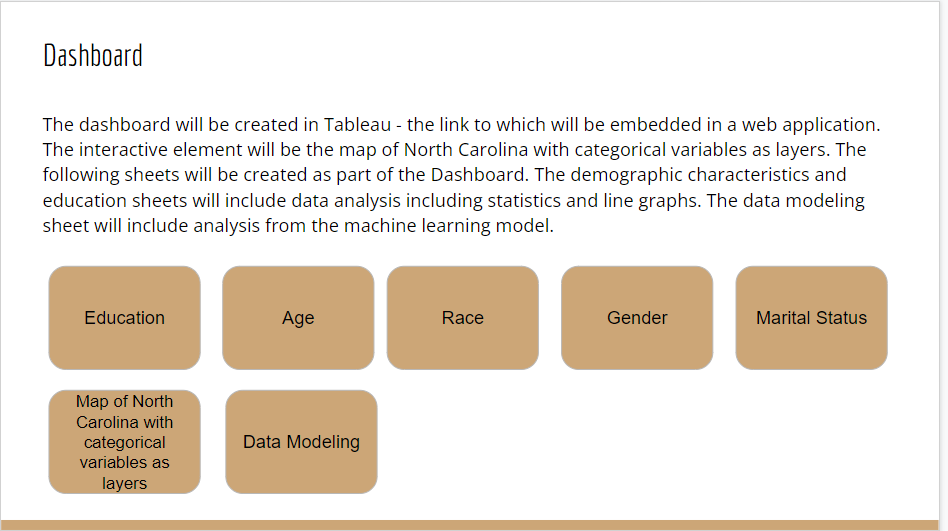 Dashboard
The dashboard will be created in Tableau - the link to which will be embedded in a web application.
The interactive element will be the map of North Carolina with categorical variables as layers. The
following sheets will be created as part of the Dashboard. The demographic characteristics and
education sheets will include data analysis including statistics and line graphs. The data modeling
sheet will include analysis from the machine learning model.
Education
Age
Race
Gender
Marital Status
Map of North
Carolina with
categorical
variables as
layers
Data Modeling